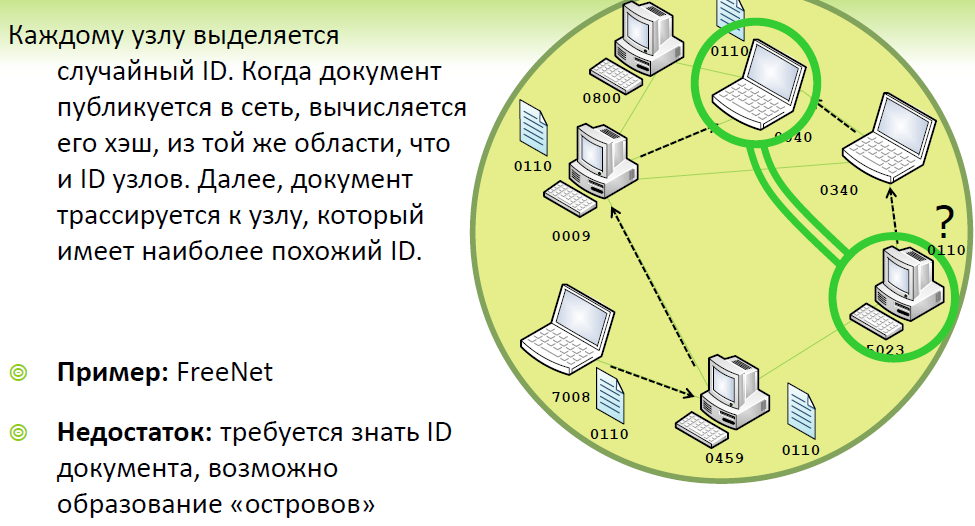 Каждому узлу выделяется
случайный ID. Когда документ
публикуется в сеть, вычисляется
его хэш, из той же области, что
и ID узлов. Далее, документ
трассируется к узлу, который
имеет наиболее похожий ID.
Пример: FreeNet
Недостаток: требуется знать ID
документа, возможно
образование «островов»
0110
0800
0040
0110
0340
0009
?
0110
5023
7008
0110
0459
0110